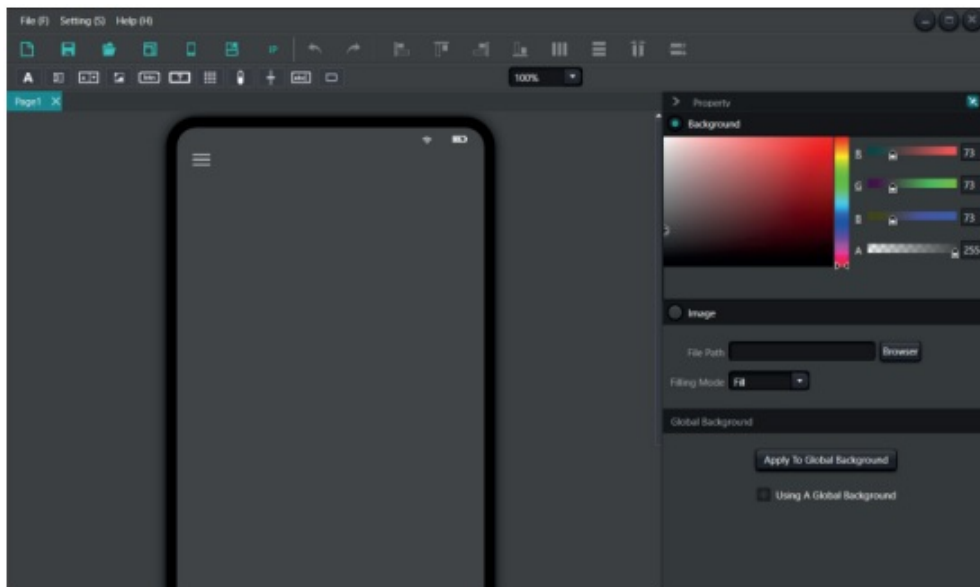 File (F) Setting (S) Help (H)
IP
A
T
100%
Page1
Property
Background
R 73
G 73
B 73
A 255
Image
File Path Browser
Filling Mode Fill
Global Background
Apply To Global Background
Using A Global Background